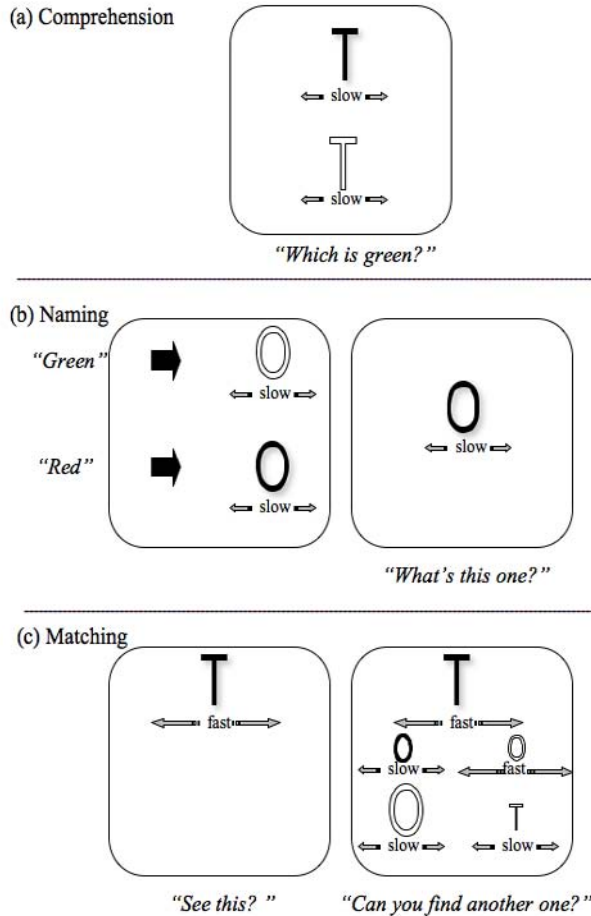 (a) Comprehension
T
slow
T
slow
“Which is green?”
(b) Naming
“Green”
O
slow
“Red”
O
slow
O
slow
“What’s this one?”
(c) Matching
T
fast
T
fast
O
slow
O
fast
O
slow
T
slow
“See this? ”
“Can you find another one?”